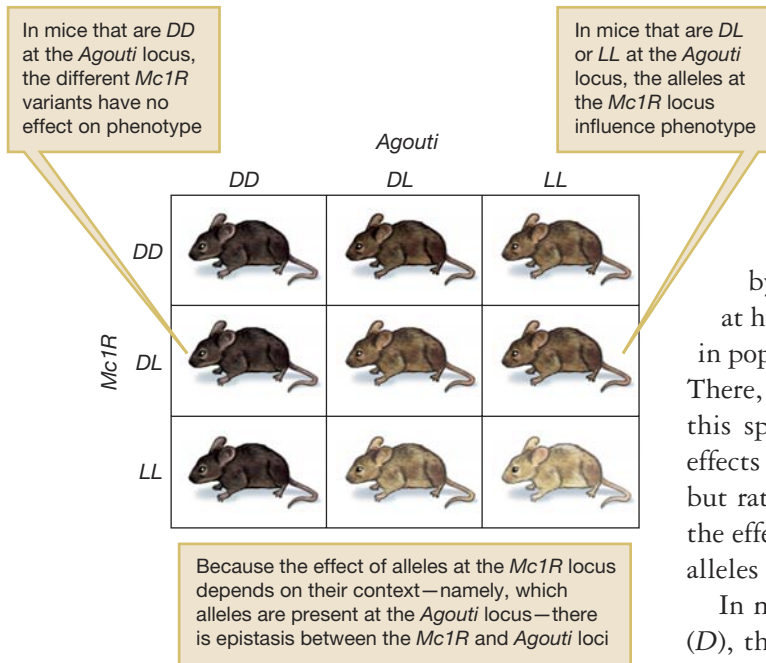 In mice that are DD
at the Agouti locus,
the different Mc1R
variants have no
effect on phenotype
In mice that are DL
or LL at the Agouti
locus, the alleles at
the Mc1R locus
influence phenotype
Agouti
DD DL LL
DD
Mc1R
DL
LL
Because the effect of alleles at the Mc1R locus
depends on their context—namely, which
alleles are present at the Agouti locus—there
is epistasis between the Mc1R and Agouti loci
at h
in pop
There,
this sp
effects
but rat
the effe
alleles
In n
(D), th